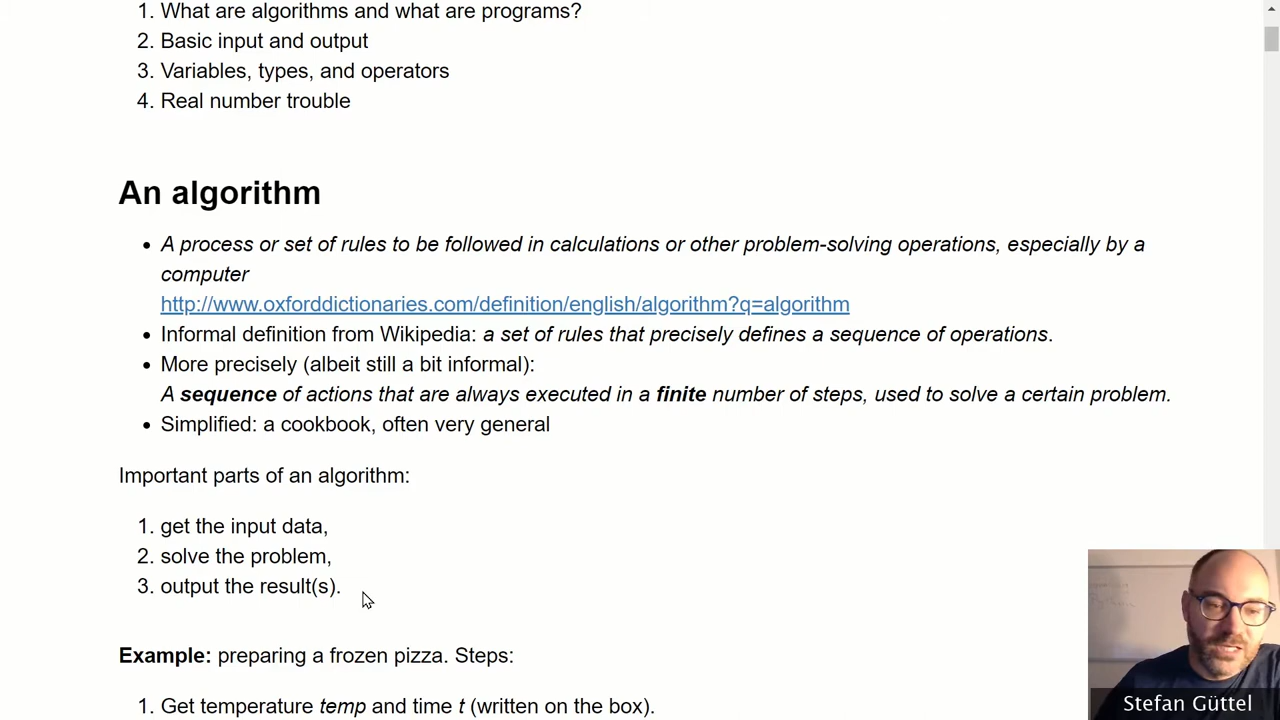 1. What are algorithms and what are programs?
2. Basic input and output
3. Variables, types, and operators
4. Real number trouble
An algorithm
• A process or set of rules to be followed in calculations or other problem-solving operations, especially by a
computer
http://www.oxforddictionaries.com/definition/english/algorithm?q=algorithm
• Informal definition from Wikipedia: a set of rules that precisely defines a sequence of operations.
• More precisely (albeit still a bit informal):
A sequence of actions that are always executed in a finite number of steps, used to solve a certain problem.
• Simplified: a cookbook, often very general
Important parts of an algorithm:
1. get the input data,
2. solve the problem,
3. output the result(s).
Example: preparing a frozen pizza. Steps:
1. Get temperature temp and time t (written on the box).
Stefan Güttel